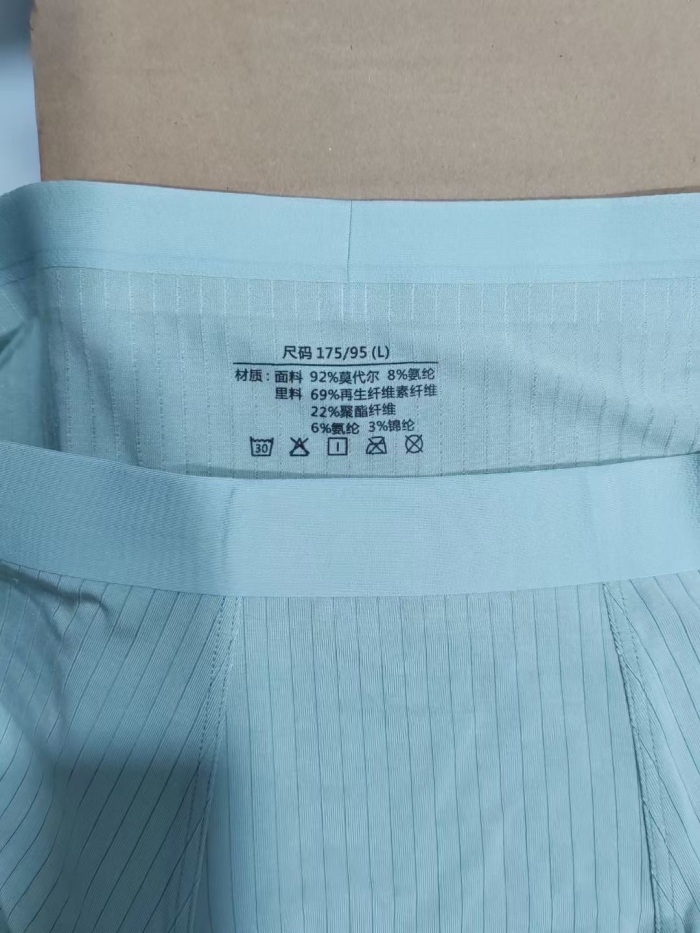 尺码 175/95 (L)
材质：面料 92%莫代尔 8%氨纶
里料 69%再生纤维素纤维
22%聚酯纤维
6%氨纶 3%锦纶
30